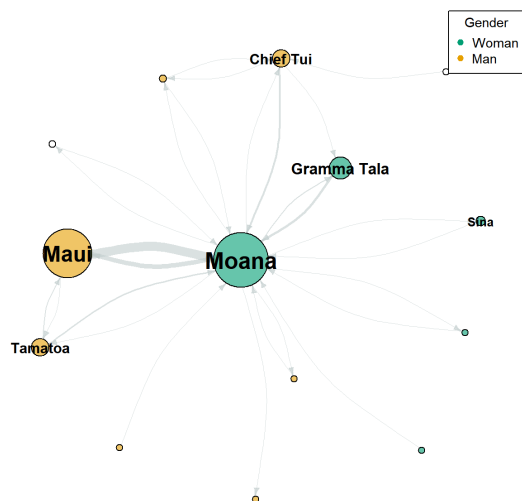 Gender
Woman
Man
Chief Tui
Gramma Tala
Sina
Maui
Moana
Tamatoa